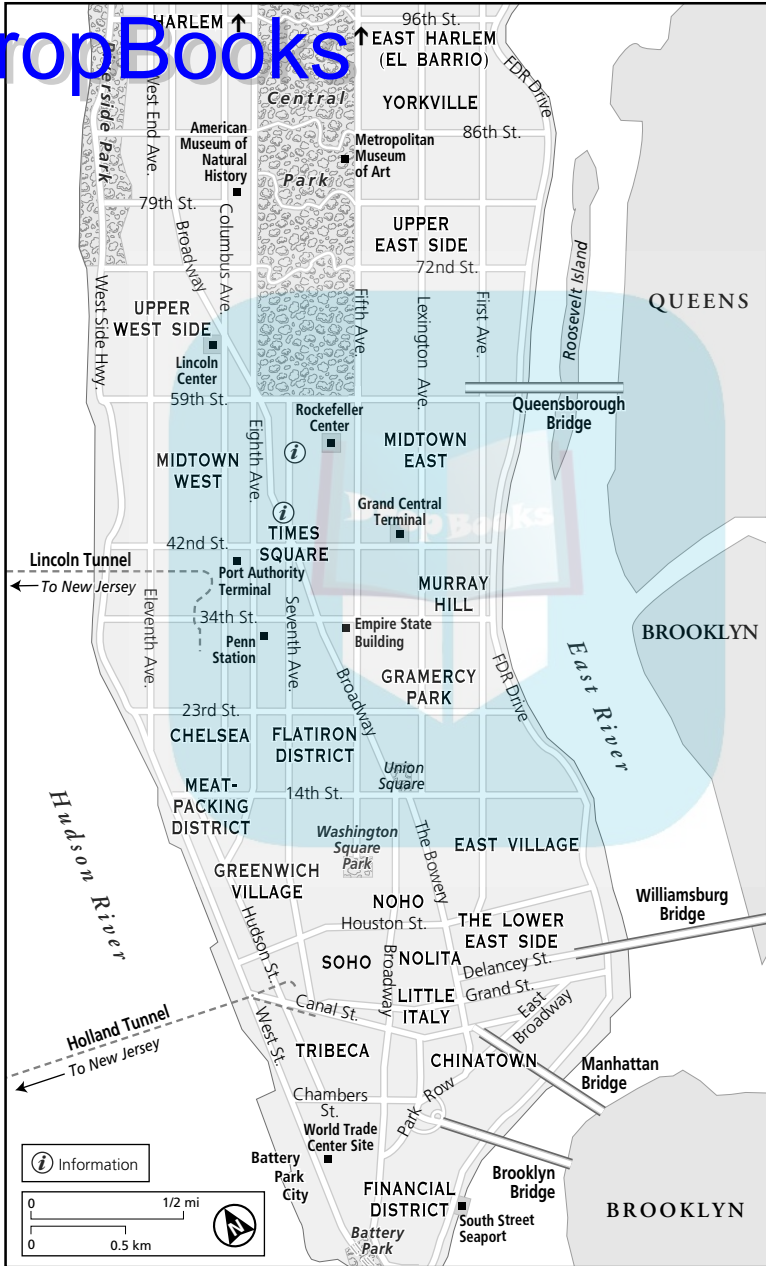 ropBooks
HARLEM
96th St.
EAST HARLEM
(EL BARRIO)
FDR Drive
Riverside Park
West End Ave.
Central
YORKVILLE
American
Museum of
Natural
History
Metropolitan
Museum
of Art
86th St.
Park
79th St.
Columbus Ave.
Broadway
UPPER
EAST SIDE
72nd St.
Roosevelt Island
West Side Hwy.
UPPER
WEST SIDE
Fifth Ave.
Lexington Ave.
First Ave.
QUEENS
Lincoln
Center
59th St.
Rockefeller
Center
Queensborough
Bridge
Eighth Ave.
MIDTOWN
WEST
MIDTOWN
EAST
i
i
Grand Central
Terminal
Drop Books
TIMES
SQUARE
42nd St.
Lincoln Tunnel
To New Jersey
Port Authority
Terminal
MURRAY
HILL
Eleventh Ave.
34th St.
Seventh Ave.
Empire State
Building
BROOKLYN
Penn
Station
East River
GRAMERCY
PARK
FDR Drive
Broadway
23rd St.
CHELSEA
FLATIRON
DISTRICT
Union
Square
MEAT-
PACKING
DISTRICT
14th St.
Hudson River
Washington
Square
Park
The Bowery
EAST VILLAGE
GREENWICH
VILLAGE
Williamsburg
Bridge
NOHO
Houston St.
THE LOWER
EAST SIDE
Hudson St.
SOHO
Broadway
NOLITA
Delancey St.
LITTLE
ITALY
Grand St.
East
Broadway
Canal St.
Holland Tunnel
To New Jersey
West St.
TRIBECA
CHINATOWN
Manhattan
Bridge
Chambers
St.
Park Row
World Trade
Center Site
Battery
Park
City
i Information
Brooklyn
Bridge
FINANCIAL
DISTRICT
South Street
Seaport
BROOKLYN
0 1/2 mi
0 0.5 km
N
Battery
Park